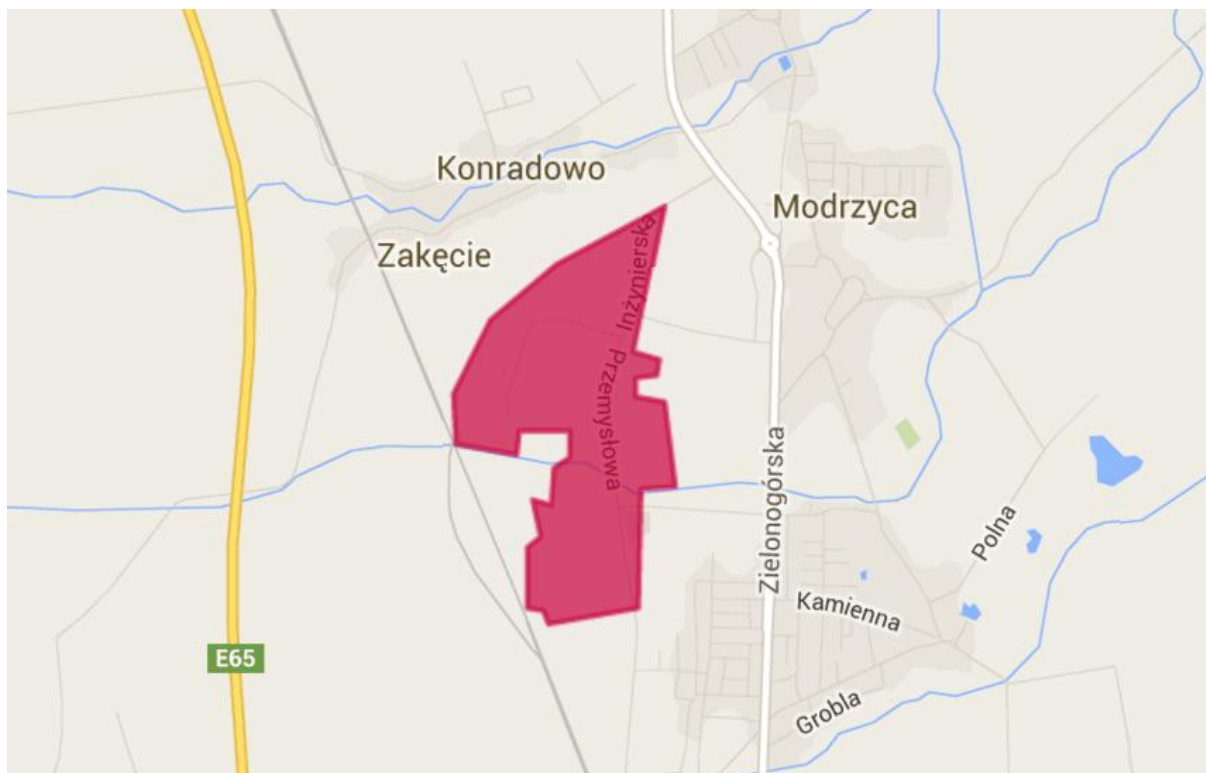 Konradowo
Modrzyca
Zakęcie
Inżynierska
Przemysłowa
Zielonogórska
Polna
Kamienna
E65
Grobla